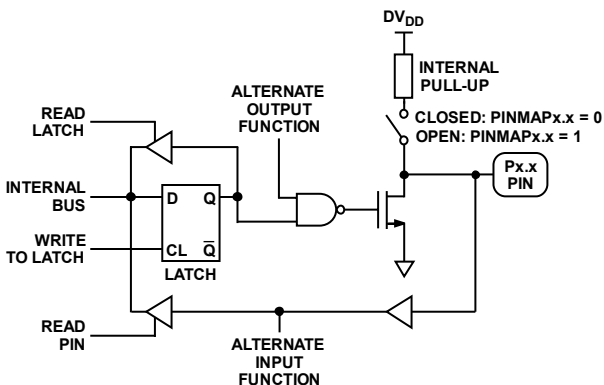 DVDD
INTERNAL
PULL-UP
CLOSED: PINMAPx.x = 0
OPEN: PINMAPx.x = 1
Px.x
PIN
ALTERNATE
OUTPUT
FUNCTION
READ
LATCH
INTERNAL
BUS
WRITE
TO LATCH
D Q
CL Q̅
LATCH
READ
PIN
ALTERNATE
INPUT
FUNCTION